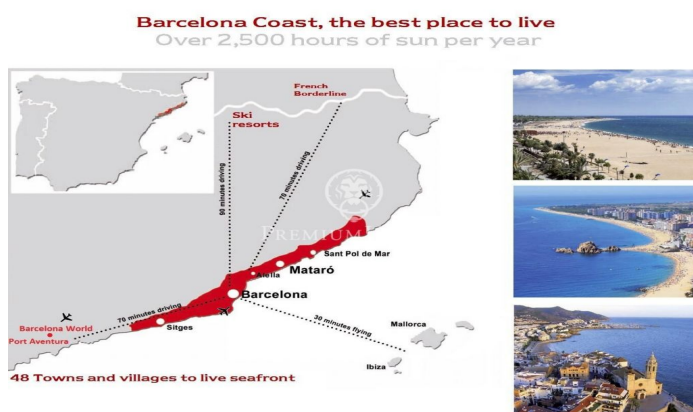 Barcelona Coast, the best place to live
Over 2,500 hours of sun per year
French
Borderline
Ski
resorts
90 minutes driving
70 minutes driving
PREMIUM
Sant Pol de Mar
Mataró
Alella
Barcelona
70 minutes driving
30 minutes flying
Barcelona World
Port Aventura
Sitges
Mallorca
Ibiza
48 Towns and villages to live seafront